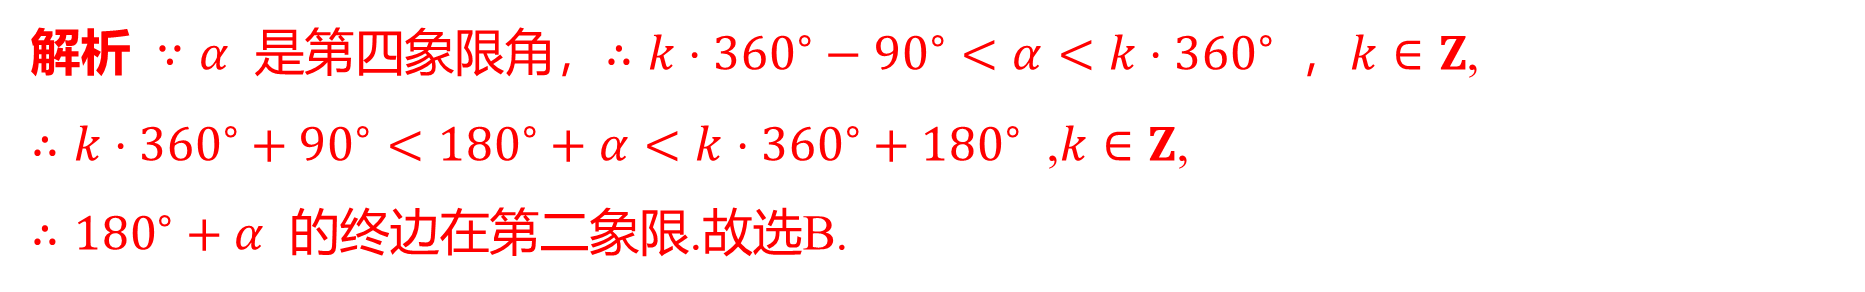 解析 ∵ α 是第四象限角，∴ k · 360° − 90° < α < k · 360° ，k ∈ Z,
∴ k · 360° + 90° < 180° + α < k · 360° + 180° ,k ∈ Z,
∴ 180° + α 的终边在第二象限.故选B.